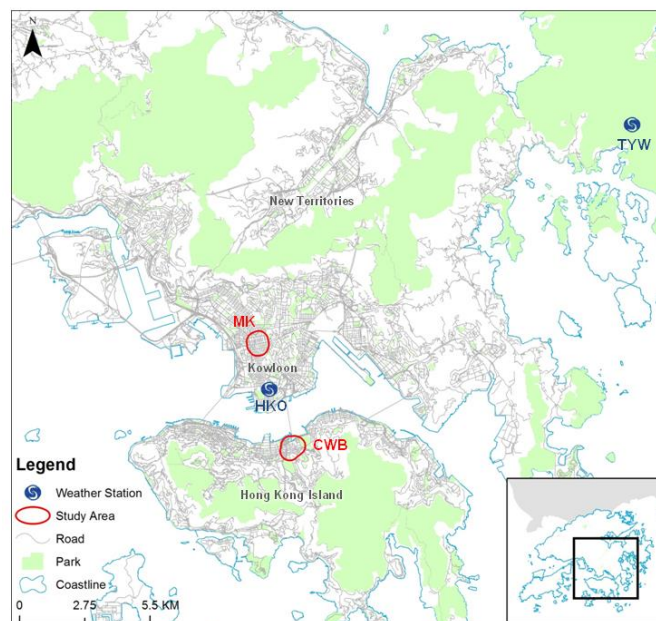 N
TYW
New Territories
MK
Kowloon
HKO
CWB
Hong Kong Island
Legend
Weather Station
Study Area
Road
Park
Coastline
0 2.75 5.5 KM